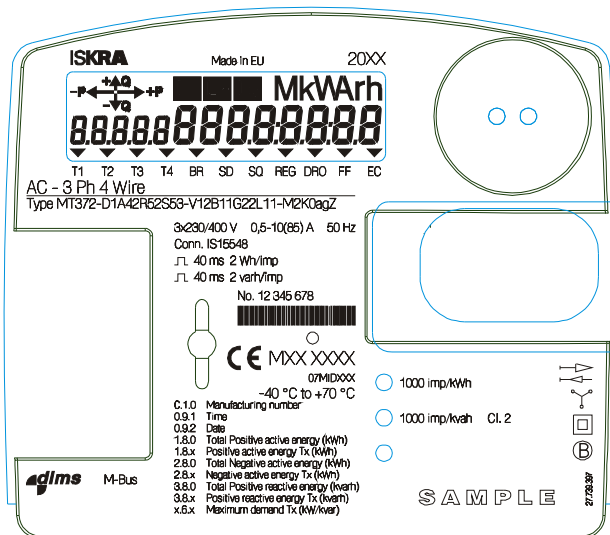 ISKRA Made in EU 20XX
+Q
-P +P
-Q
MkWArh
88888 88888888
T1 T2 T3 T4 BR SD SQ REG DRO FF EC
AC - 3 Ph 4 Wire
Type MT372-D1A42R52S53-V12B11G22L11-M2K0agZ
3x230/400 V 0,5-10(85) A 50 Hz
Conn. IS15548
40 ms 2 Wh/imp
40 ms 2 varh/imp
No. 12 345 678
CE MXX XXXX
07MIDXXX
-40 °C to +70 °C
1000 imp/kWh
1000 imp/kvah Cl. 2
C.1.0 Manufacturing number
0.9.1 Time
0.9.2 Date
1.8.0 Total Positive active energy (kWh)
1.8.x Positive active energy Tx (kWh)
2.8.0 Total Negative active energy (kWh)
2.8.x Negative active energy Tx (kWh)
3.8.0 Total Positive reactive energy (kvarh)
3.8.x Positive reactive energy Tx (kvarh)
x.6.x Maximum demand Tx (kW/kvar)
dlms M-Bus
B
SAMPLE
27.739.397